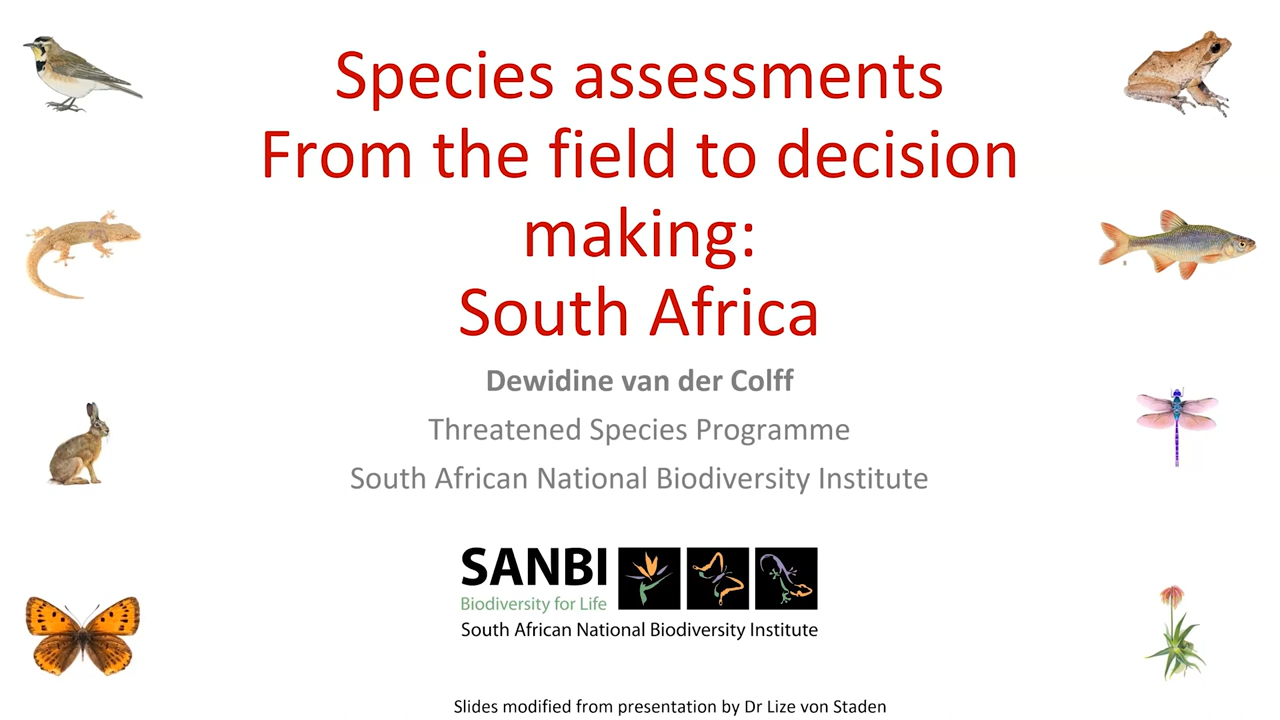 Species assessments
From the field to decision
making:
South Africa
Dewidine van der Colff
Threatened Species Programme
South African National Biodiversity Institute
SANBI
Biodiversity for Life
South African National Biodiversity Institute
Slides modified from presentation by Dr Lize von Staden